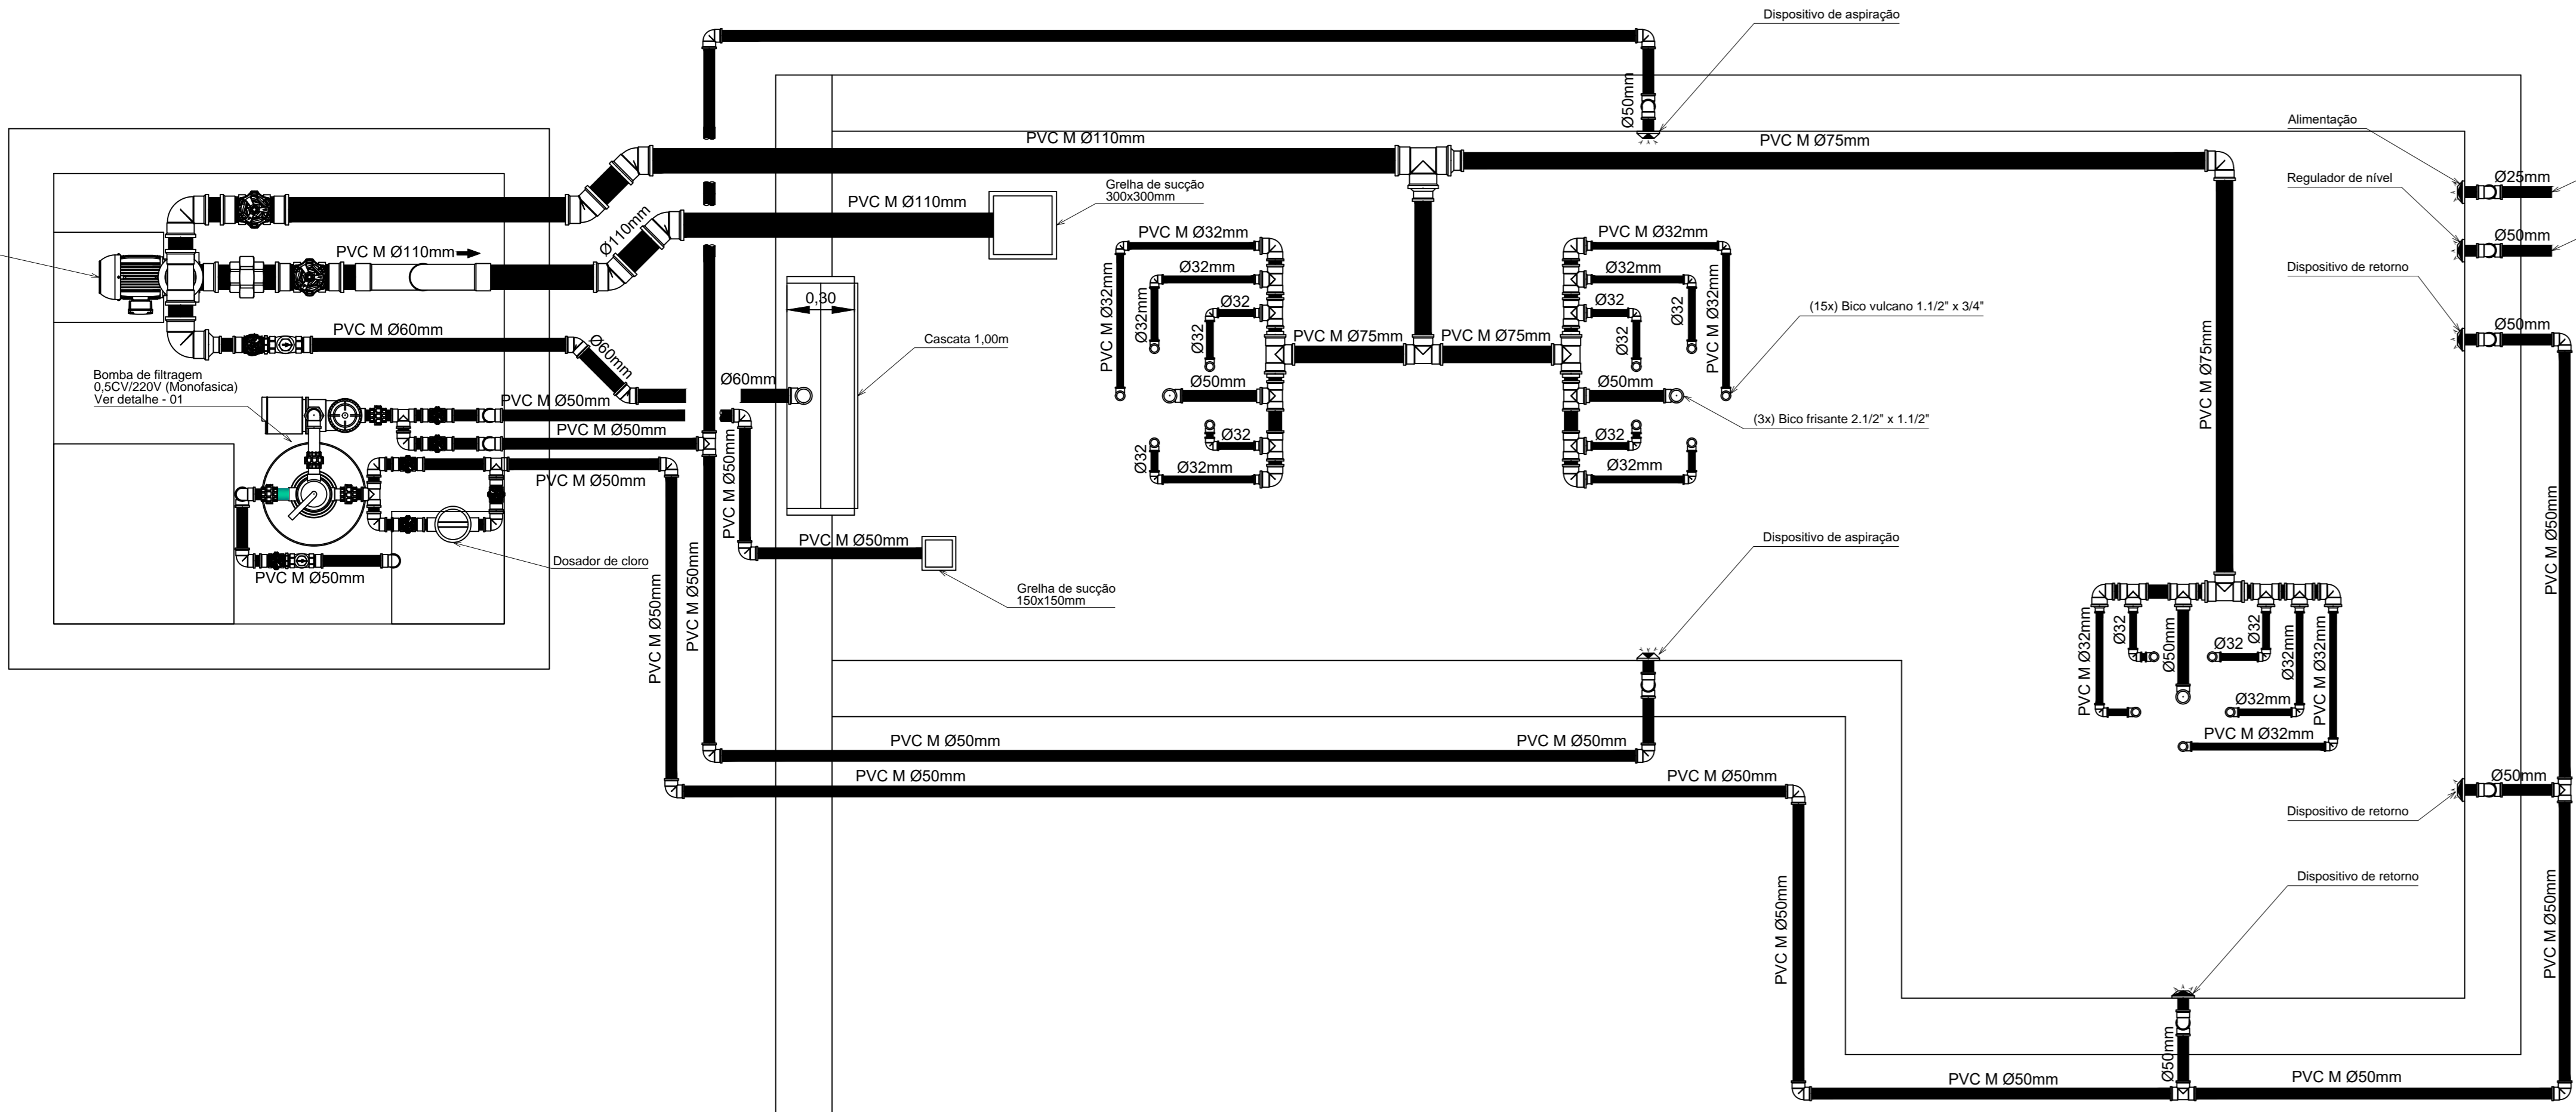 Dispositivo de aspiração
Ø50mm
PVC M Ø110mm
PVC M Ø75mm
Alimentação
Ø25mm
Regulador de nível
Ø50mm
Dispositivo de retorno
Ø50mm
Grelha de sucção
300x300mm
PVC M Ø110mm
Ø110mm
PVC M Ø110mm
PVC M Ø32mm
PVC M Ø32mm
Ø32mm
Ø32mm
Ø32
Ø32
PVC M Ø32mm
PVC M Ø32mm
Ø32mm
Ø32
Ø32
Ø32
0,30
(15x) Bico vulcano 1.1/2" x 3/4"
PVC M Ø60mm
Ø60mm
Cascata 1,00m
PVC M Ø75mm
PVC M Ø75mm
PVC M Ø75mm
Bomba de filtragem
0,5CV/220V (Monofasica)
Ver detalhe - 01
Ø60mm
Ø50mm
Ø50mm
PVC M Ø50mm
(3x) Bico frisante 2.1/2" x 1.1/2"
PVC M Ø50mm
Ø32
Ø32
Ø32
Ø32mm
Ø32mm
PVC M Ø50mm
PVC M Ø50mm
PVC M Ø50mm
Dispositivo de aspiração
PVC M Ø50mm
Dosador de cloro
PVC M Ø50mm
Grelha de sucção
150x150mm
PVC M Ø50mm
PVC M Ø50mm
PVC M Ø32mm
Ø32
Ø50mm
Ø32
Ø32
Ø32mm
PVC M Ø32mm
Ø32mm
PVC M Ø32mm
PVC M Ø50mm
PVC M Ø50mm
PVC M Ø50mm
PVC M Ø50mm
Ø50mm
Dispositivo de retorno
Dispositivo de retorno
PVC M Ø50mm
PVC M Ø50mm
Ø50mm
PVC M Ø50mm
PVC M Ø50mm